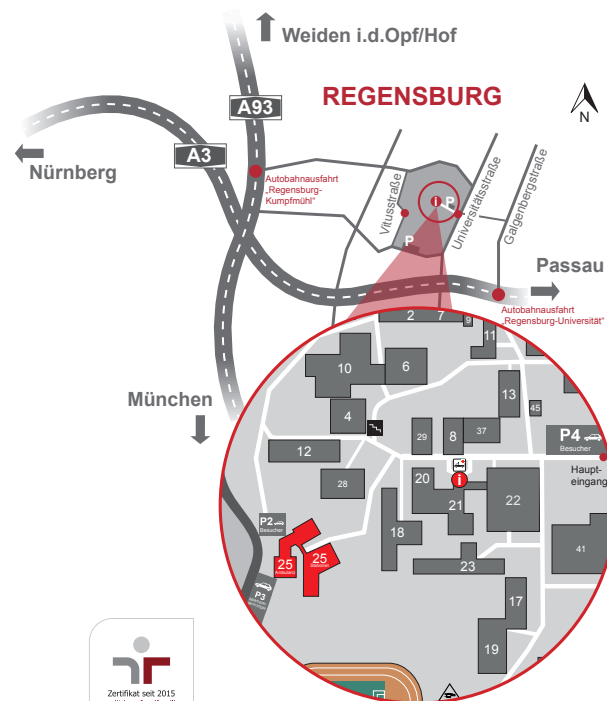 Weiden i.d.Opf/Hof
REGENSBURG
A93
A3
N
Nürnberg
Autobahnausfahrt
„Regensburg-
Kumpfmühl"
Vitusstraße
i
P
P
Universitätsstraße
Galgenbergstraße
Passau
Autobahnausfahrt
„Regensburg-Universität"
München
2
7
9
11
10
6
13
4
45
29
8
37
P4
Besucher
Haupt-
eingang
12
28
20
i
21
22
18
P2
Besucher
25
Ambulanz
25
23
41
P3
17
19
Zertifikat seit 2015